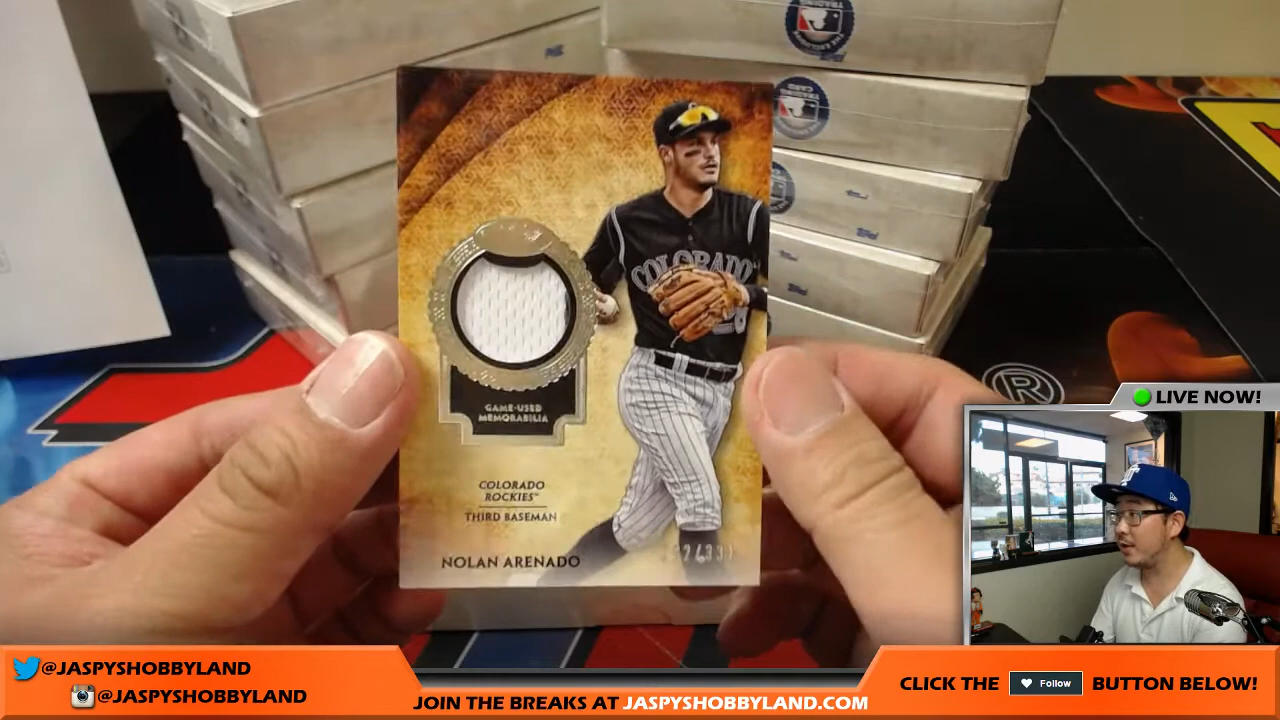 COLORADO
GAME-USED
MEMORABILIA
COLORADO
ROCKIES™
THIRD BASEMAN
NOLAN ARENADO
®
LIVE NOW!
@JASPYSHOBBYLAND
@JASPYSHOBBYLAND
JOIN THE BREAKS AT JASPYSHOBBYLAND.COM
CLICK THE Follow BUTTON BELOW!